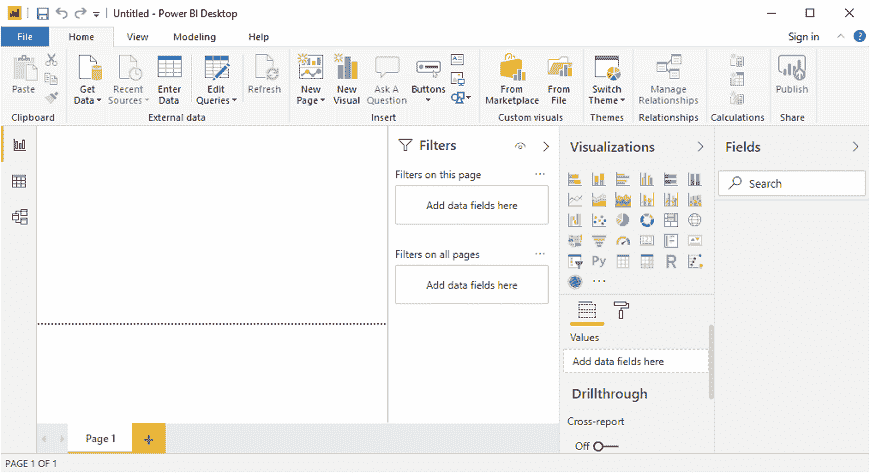 Untitled - Power BI Desktop
File Home View Modeling Help Sign in ?
Paste Get Data Recent Sources Enter Data Edit Queries Refresh New Page New Visual Ask A Question Buttons From Marketplace From File Switch Theme Manage Relationships Publish
Clipboard External data Insert Custom visuals Themes Relationships Calculations Share
Filters
Filters on this page ...
Add data fields here
Filters on all pages ...
Add data fields here
Visualizations
Py R
...
Values
Add data fields here
Drillthrough
Cross-report
Off
Fields
Search
Page 1 +
PAGE 1 OF 1